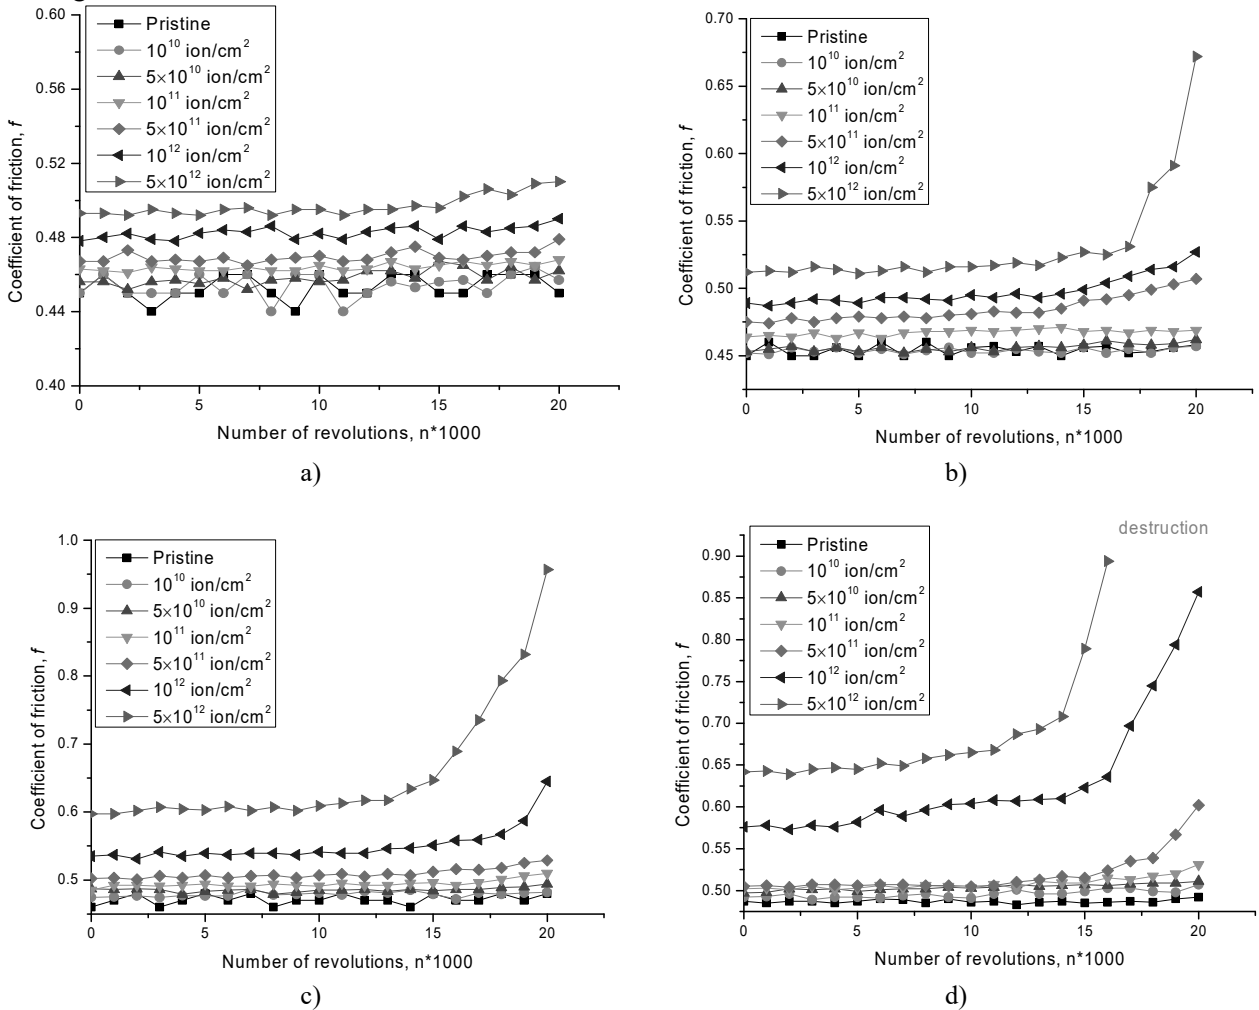 0.60
0.56
0.52
0.48
0.44
0.40
Coefficient of friction, f
Pristine
10¹⁰ ion/cm²
5×10¹⁰ ion/cm²
10¹¹ ion/cm²
5×10¹¹ ion/cm²
10¹² ion/cm²
5×10¹² ion/cm²
0 5 10 15 20
Number of revolutions, n*1000
a)
0.70
0.65
0.60
0.55
0.50
0.45
Coefficient of friction, f
Pristine
10¹⁰ ion/cm²
5×10¹⁰ ion/cm²
10¹¹ ion/cm²
5×10¹¹ ion/cm²
10¹² ion/cm²
5×10¹² ion/cm²
0 5 10 15 20
Number of revolutions, n*1000
b)
1.0
0.9
0.8
0.7
0.6
0.5
Coefficient of friction, f
Pristine
10¹⁰ ion/cm²
5×10¹⁰ ion/cm²
10¹¹ ion/cm²
5×10¹¹ ion/cm²
10¹² ion/cm²
5×10¹² ion/cm²
0 5 10 15 20
Number of revolutions, n*1000
c)
destruction
0.90
0.85
0.80
0.75
0.70
0.65
0.60
0.55
0.50
Coefficient of friction, f
Pristine
10¹⁰ ion/cm²
5×10¹⁰ ion/cm²
10¹¹ ion/cm²
5×10¹¹ ion/cm²
10¹² ion/cm²
5×10¹² ion/cm²
0 5 10 15 20
Number of revolutions, n*1000
d)